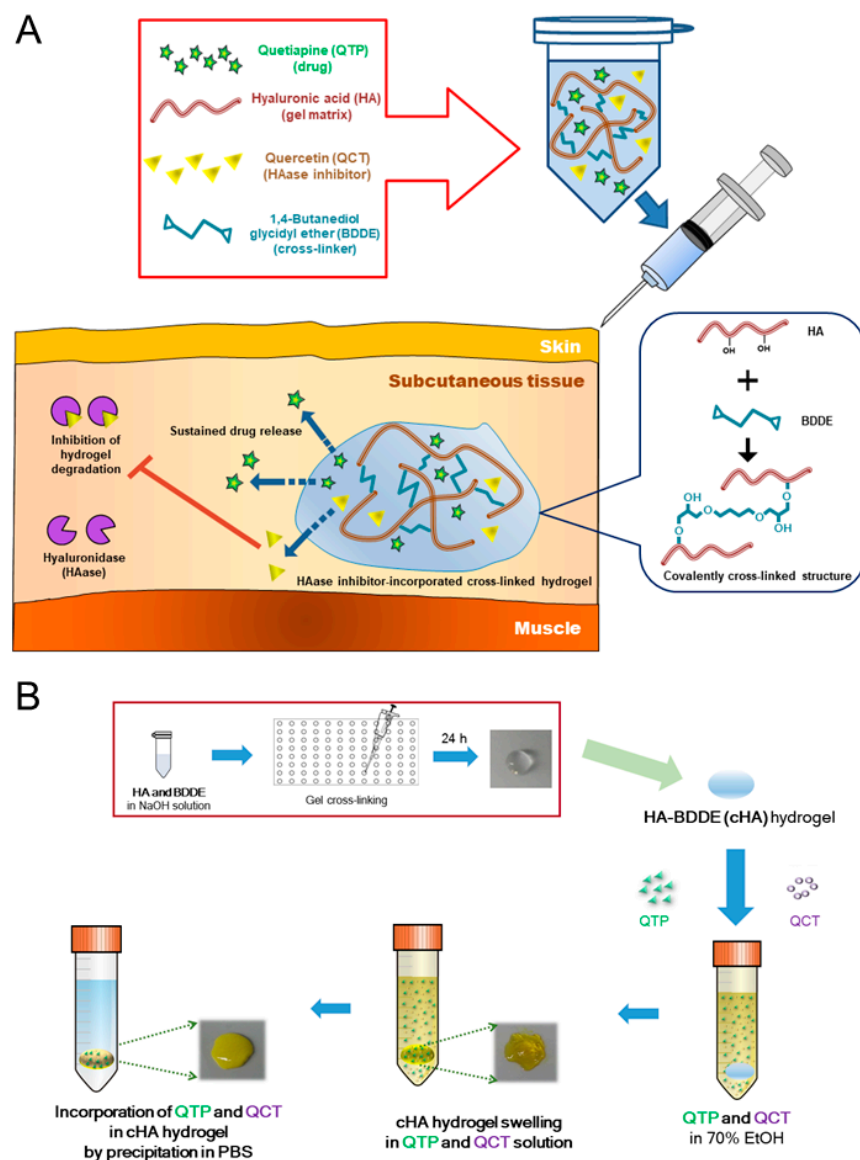 A
Quetiapine (QTP)
(drug)
Hyaluronic acid (HA)
(gel matrix)
Quercetin (QCT)
(HAase inhibitor)
1,4-Butanediol
glycidyl ether (BDDE)
(cross-linker)
Skin
Subcutaneous tissue
Inhibition of
hydrogel
degradation
Sustained drug release
Hyaluronidase
(HAase)
HAase inhibitor-incorporated cross-linked hydrogel
Muscle
HA
OH
OH
+
BDDE
OH
O
O
O
OH
O
Covalently cross-linked structure
B
HA and BDDE
in NaOH solution
Gel cross-linking
24 h
HA-BDDE (cHA) hydrogel
QTP
QCT
QTP and QCT
in 70% EtOH
cHA hydrogel swelling
in QTP and QCT solution
Incorporation of QTP and QCT
in cHA hydrogel
by precipitation in PBS